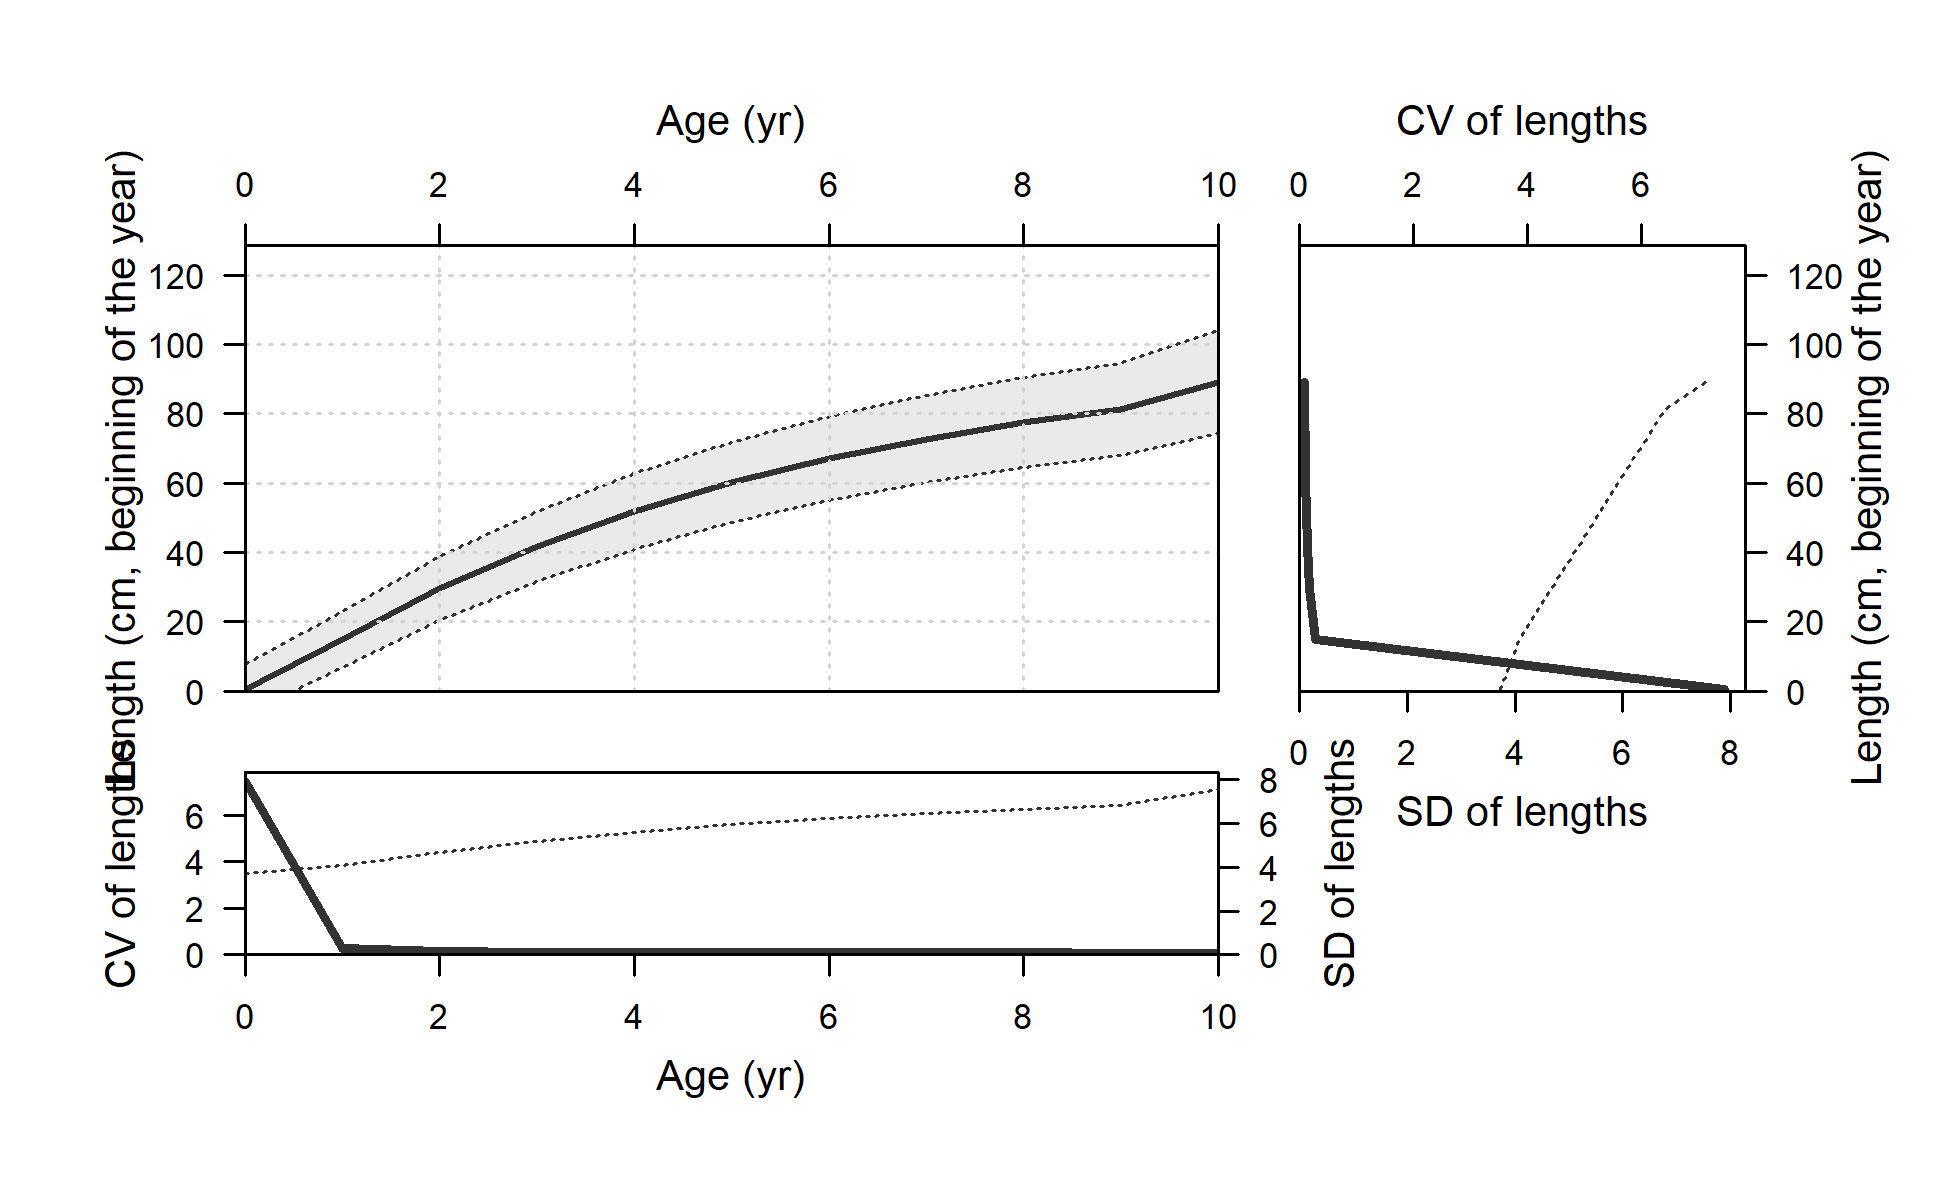 Age (yr)
CV of lengths
0 2 4 6 8 10
0 2 4 6
Length (cm, beginning of the year)
120
100
80
60
40
20
0
120
100
80
60
40
20
0
Length (cm, beginning of the year)
0 2 4 6 8
SD of lengths
CV of lengths
6
4
2
0
8
6
4
2
0
SD of lengths
0 2 4 6 8 10
Age (yr)